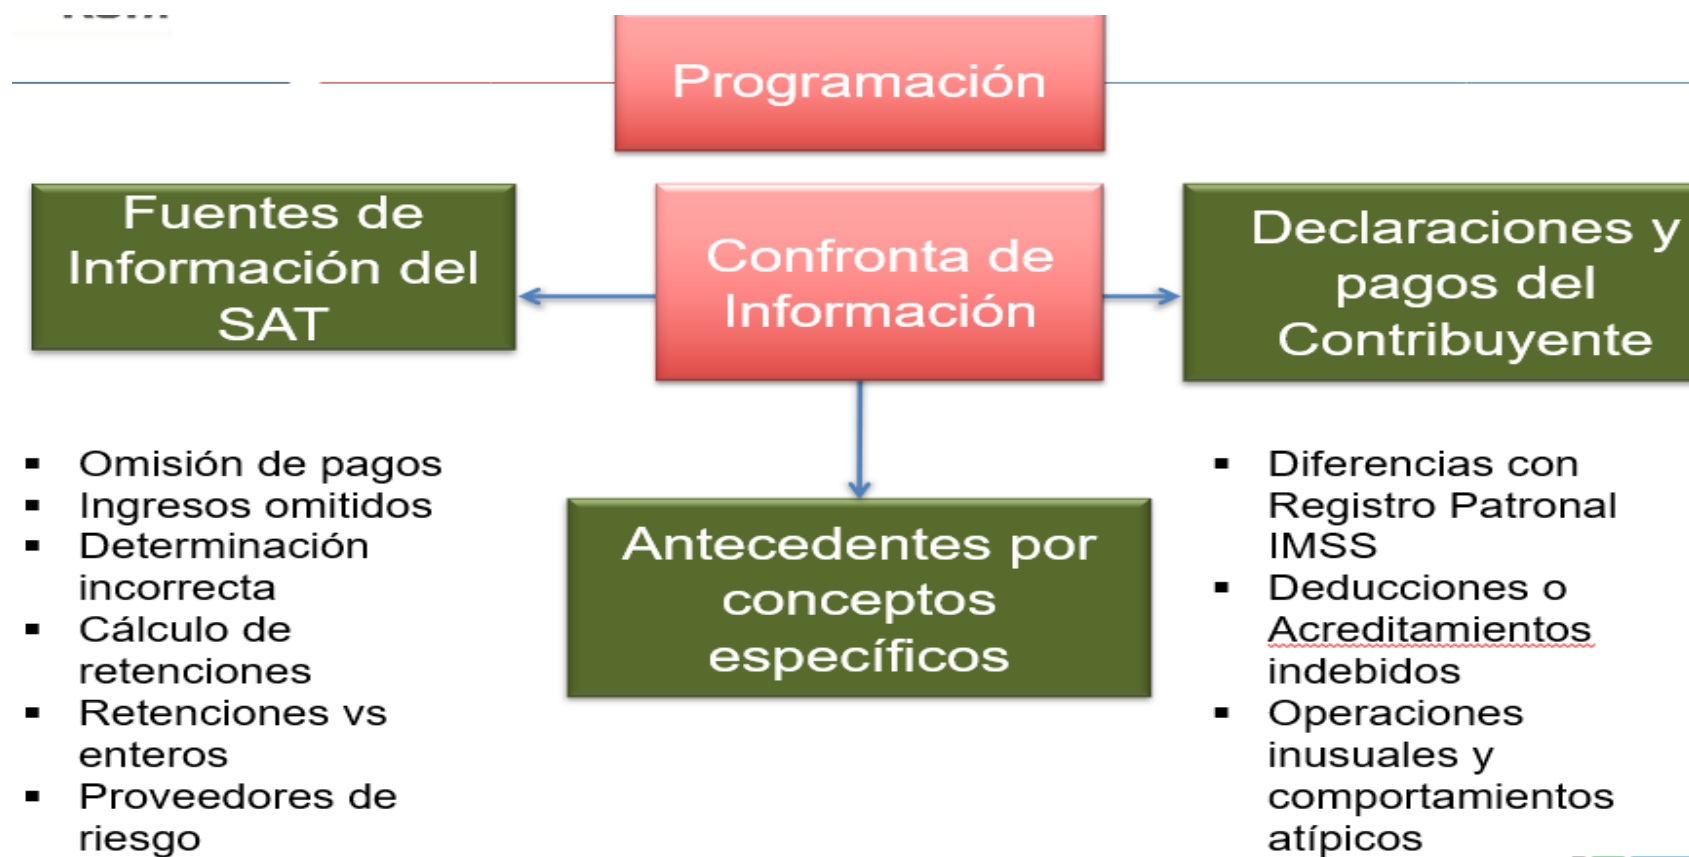 Programación
Fuentes de
Información del
SAT
Confronta de
Información
Declaraciones y
pagos del
Contribuyente
Antecedentes por
conceptos
específicos
▪ Omisión de pagos
▪ Ingresos omitidos
▪ Determinación
incorrecta
▪ Cálculo de
retenciones
▪ Retenciones vs
enteros
▪ Proveedores de
riesgo
▪ Diferencias con
Registro Patronal
IMSS
▪ Deducciones o
Acreditamientos
indebidos
▪ Operaciones
inusuales y
comportamientos
atípicos